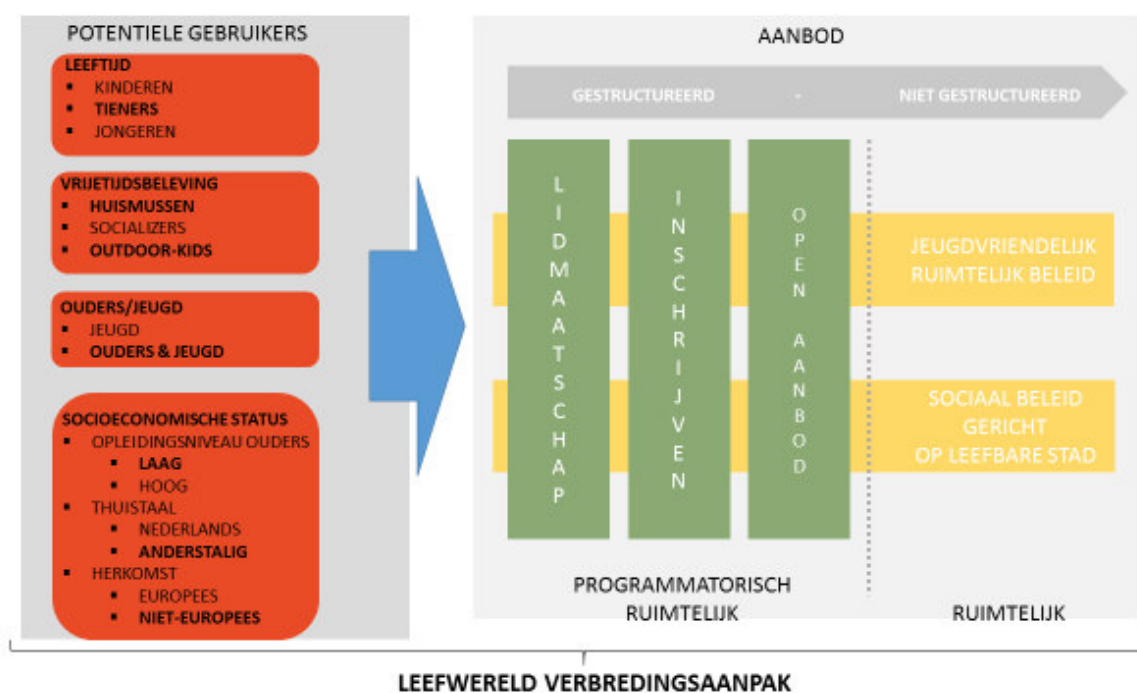 POTENTIELE GEBRUIKERS
LEEFTIJD
▪ KINDEREN
▪ TIENERS
▪ JONGEREN
VRIJETIJDSBELEVING
▪ HUISMUSSEN
▪ SOCIALIZERS
▪ OUTDOOR-KIDS
OUDERS/JEUGD
▪ JEUGD
▪ OUDERS & JEUGD
SOCIOECONOMISCHE STATUS
▪ OPLEIDINGSNIVEAU OUDERS
▪ LAAG
▪ HOOG
▪ THUISTAAL
▪ NEDERLANDS
▪ ANDERSTALIG
▪ HERKOMST
▪ EUROPEES
▪ NIET-EUROPEES
AANBOD
GESTRUCTUREERD - NIET GESTRUCTUREERD
LIDMAATSCHAP
INSCHRIJVEN
OPEN AANBOD
JEUGDVRIENDELIJK
RUIMTELIJK BELEID
SOCIAAL BELEID
GERICHT
OP LEEFBARE STAD
PROGRAMMATORISCH
RUIMTELIJK
RUIMTELIJK
LEEFWERELD VERBREDINGSAANPAK